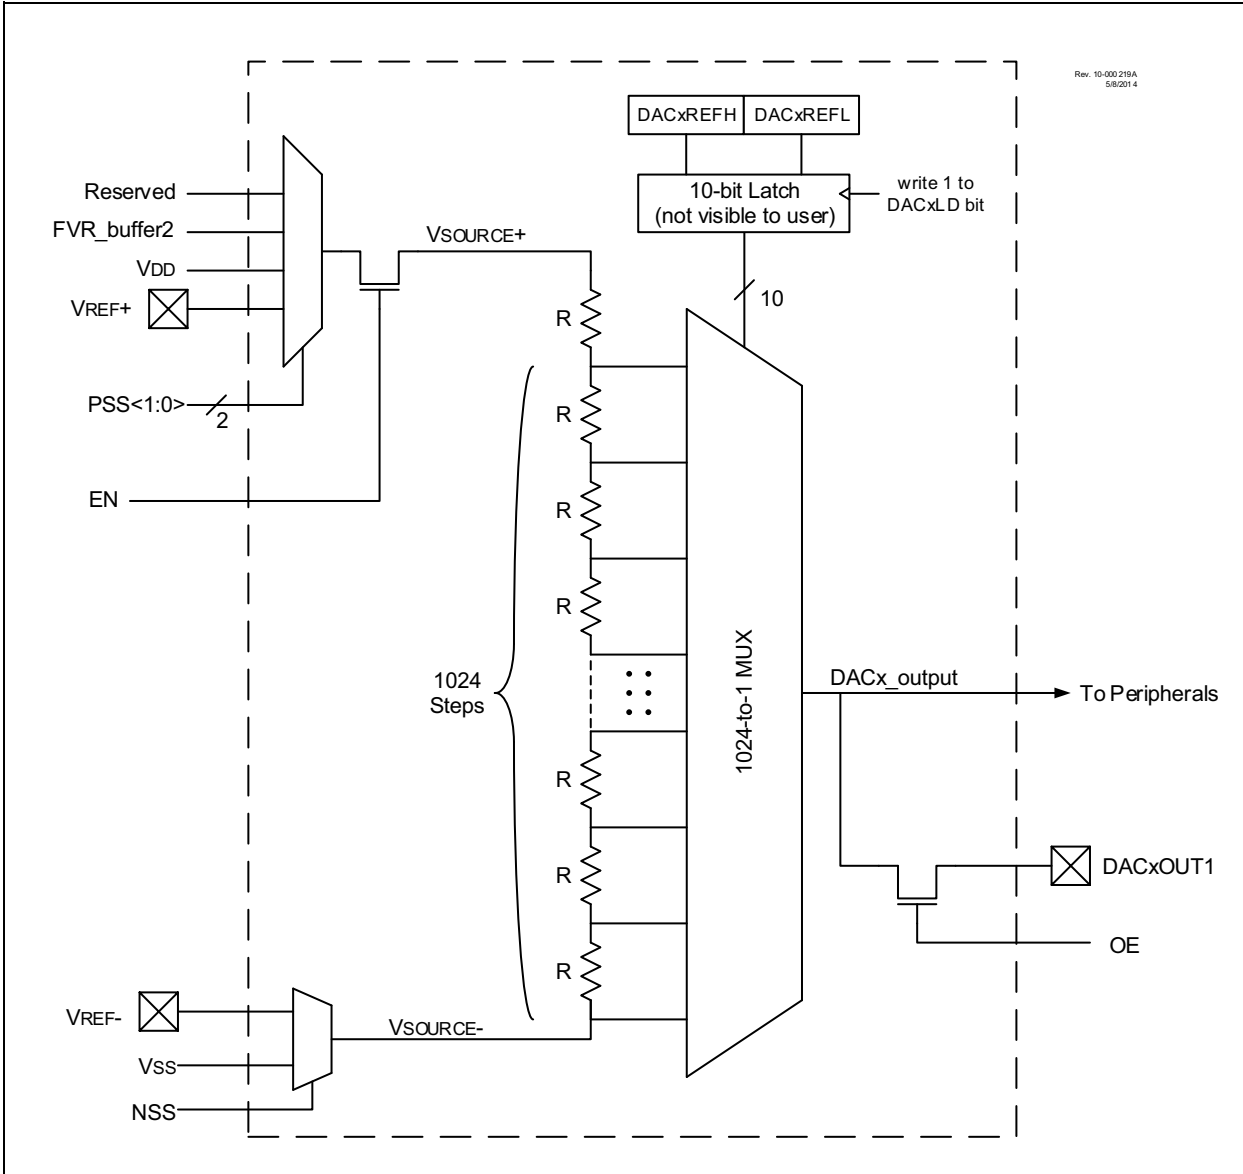 Rev. 10-000 219A
5/8/201 4
DACxREFH DACxREFL
10-bit Latch
(not visible to user)
write 1 to
DACxLD bit
10
Reserved
FVR_buffer2
VDD
VREF+
PSS<1:0>
2
EN
VSOURCE+
R
R
R
R
1024
Steps
R
R
R
1024-to-1 MUX
DACx_output
To Peripherals
DACxOUT1
OE
VREF-
VSS
NSS
VSOURCE-